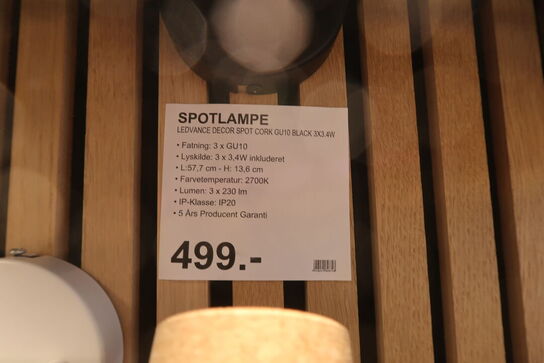 SPOTLAMPE
LEDVANCE DECOR SPOT CORK GU10 BLACK 3X3.4W
• Fatning: 3 x GU10
• Lyskilde: 3 x 3,4W inkluderet
• L:57,7 cm - H: 13,6 cm
• Farvetemperatur: 2700K
• Lumen: 3 x 230 lm
• IP-Klasse: IP20
• 5 Års Producent Garanti
499.-